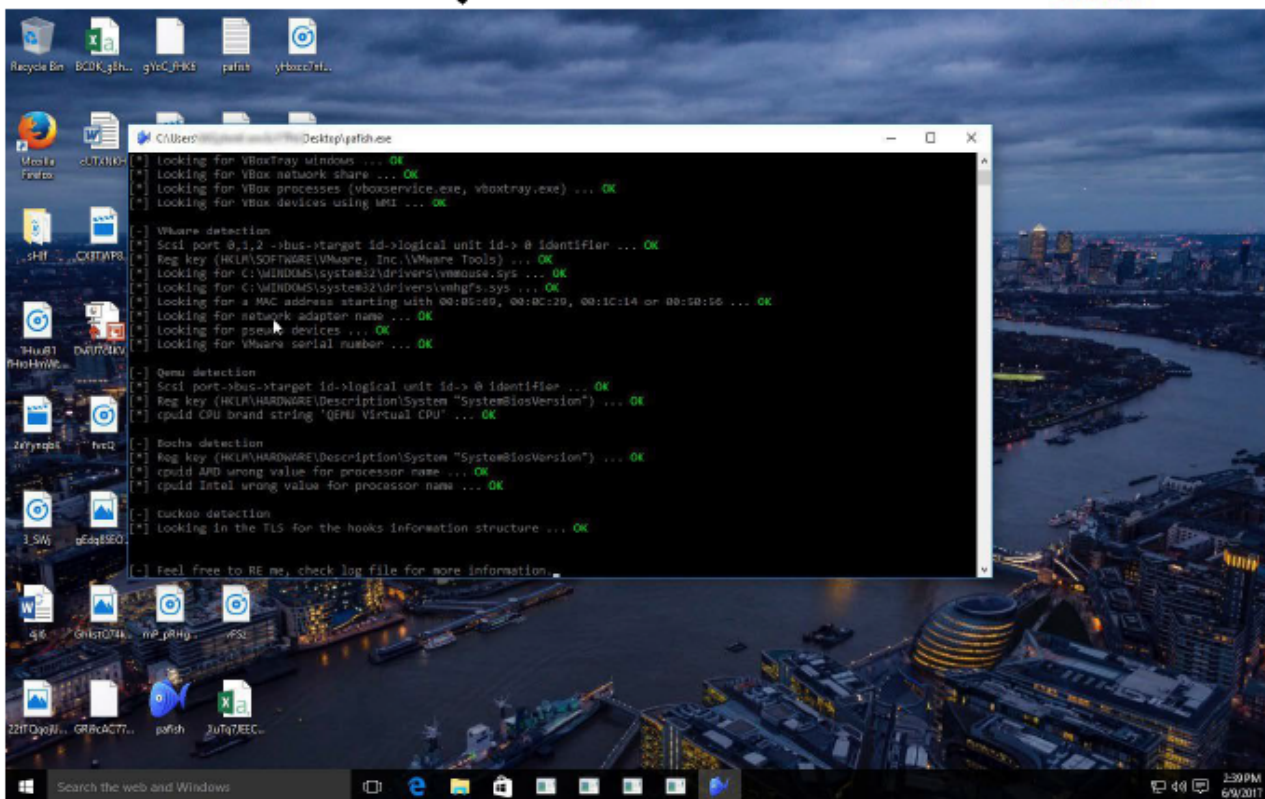 Recycle Bin
BC0K_g8h...
pafish
C:\Users\
Desktop\pafish.exe
[*] Looking for VBoxTray windows ... OK
[*] Looking for VBox network share ... OK
[*] Looking for VBox processes (vboxservice.exe, vboxtray.exe) ... OK
[*] Looking for VBox devices using WMI ... OK
[-] VMware detection
[*] Scsi port 0,1,2 ->bus->target id->logical unit id-> 0 identifier ... OK
[*] Reg key (HKLM\SOFTWARE\VMware, Inc.\VMware Tools) ... OK
[*] Looking for C:\WINDOWS\system32\drivers\vmmouse.sys ... OK
[*] Looking for C:\WINDOWS\system32\drivers\vmhgfs.sys ... OK
[*] Looking for a MAC address starting with 00:05:69, 00:0C:29, 00:1C:14 or 00:50:56 ... OK
[*] Looking for network adapter name ... OK
[*] Looking for pseudo devices ... OK
[*] Looking for VMware serial number ... OK
[-] Qemu detection
[*] Scsi port->bus->target id->logical unit id-> 0 identifier ... OK
[*] Reg key (HKLM\HARDWARE\Description\System "SystemBiosVersion") ... OK
[*] cpuid CPU brand string 'QEMU Virtual CPU' ... OK
[-] Bochs detection
[*] Reg key (HKLM\HARDWARE\Description\System "SystemBiosVersion") ... OK
[*] cpuid AMD wrong value for processor name ... OK
[*] cpuid Intel wrong value for processor name ... OK
[-] Cuckoo detection
[*] Looking in the TLS for the hooks information structure ... OK
[-] Feel free to RE me, check log file for more information.
Mozilla
Firefox
sHlf
3_SWj
4jl6
vFSz
pafish
XuTq7JEEC...
Search the web and Windows
2:39 PM
6/9/2017